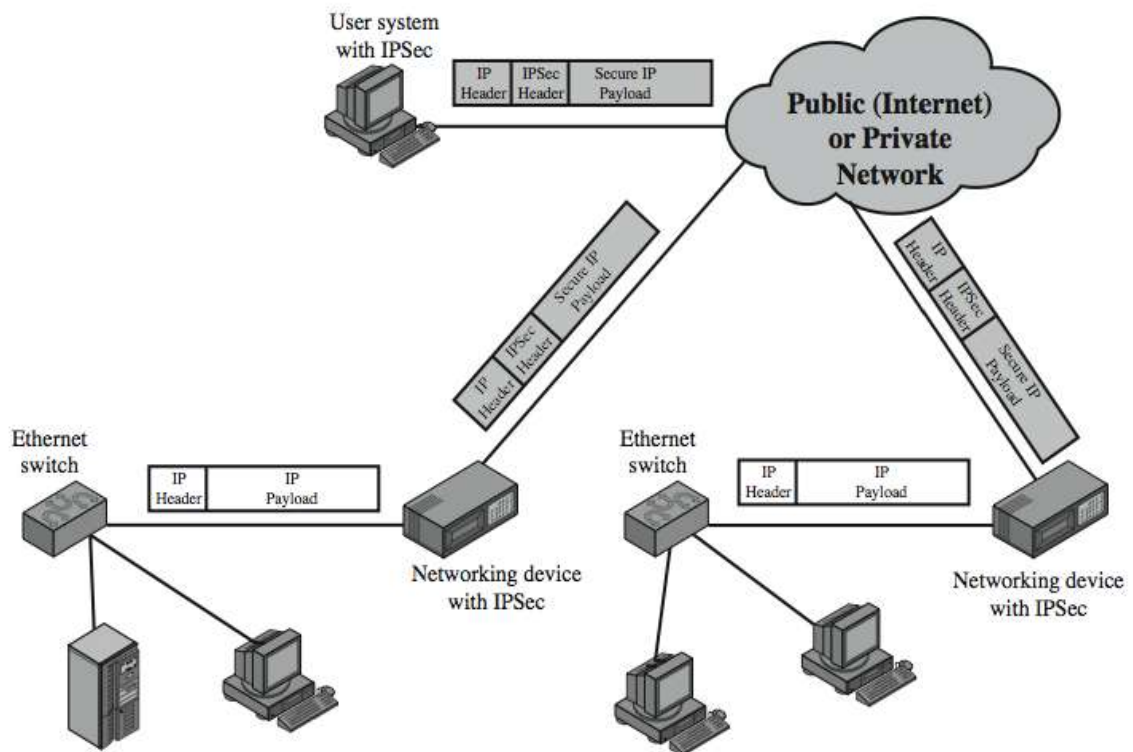 User system
with IPSec
IP
Header
IPSec
Header
Secure IP
Payload
Public (Internet)
or Private
Network
IP
Header
IPSec
Header
Secure IP
Payload
IP
Header
IPSec
Header
Secure IP
Payload
Ethernet
switch
IP
Header
IP
Payload
Networking device
with IPSec
Ethernet
switch
IP
Header
IP
Payload
Networking device
with IPSec